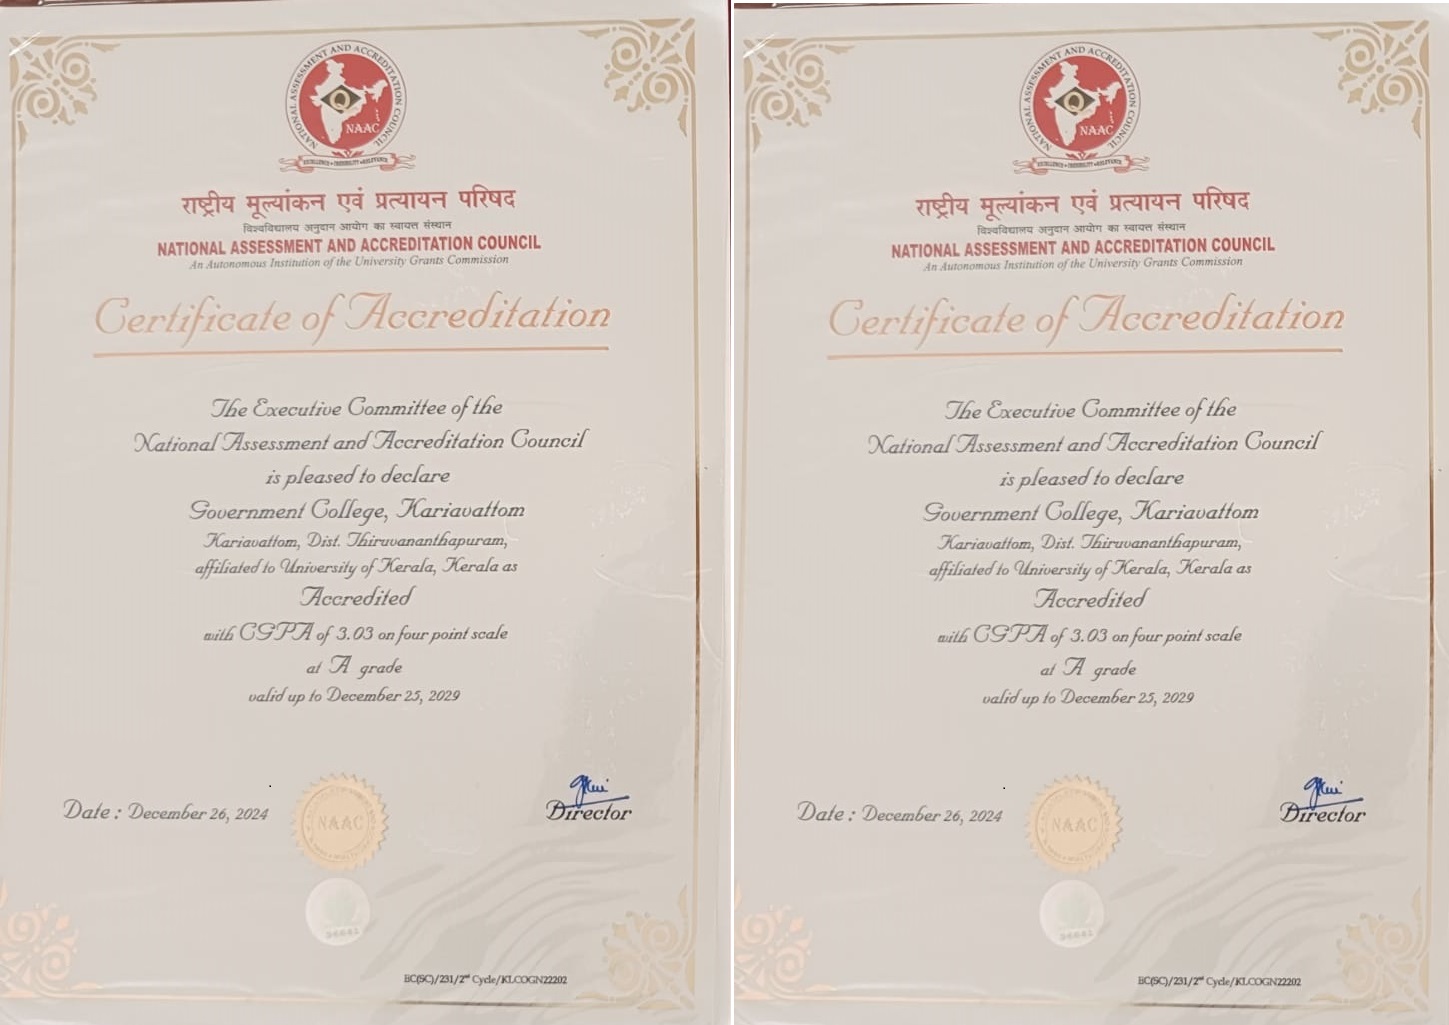 NATIONAL ASSESSMENT AND ACCREDITATION COUNCIL
Q
NAAC
EXCELLENCE • CREDIBILITY • RELEVANCE
राष्ट्रीय मूल्यांकन एवं प्रत्यायन परिषद
विश्वविद्यालय अनुदान आयोग का स्वायत्त संस्थान
NATIONAL ASSESSMENT AND ACCREDITATION COUNCIL
An Autonomous Institution of the University Grants Commission
Certificate of Accreditation
The Executive Committee of the
National Assessment and Accreditation Council
is pleased to declare
Government College, Kariavattom
Kariavattom, Dist. Thiruvananthapuram,
affiliated to University of Kerala, Kerala as
Accredited
with CGPA of 3.03 on four point scale
at A grade
valid up to December 25, 2029
Date : December 26, 2024
NAAC
Director
EC(SC)/231/2nd Cycle/KLCOGN22202
NATIONAL ASSESSMENT AND ACCREDITATION COUNCIL
Q
NAAC
EXCELLENCE • CREDIBILITY • RELEVANCE
राष्ट्रीय मूल्यांकन एवं प्रत्यायन परिषद
विश्वविद्यालय अनुदान आयोग का स्वायत्त संस्थान
NATIONAL ASSESSMENT AND ACCREDITATION COUNCIL
An Autonomous Institution of the University Grants Commission
Certificate of Accreditation
The Executive Committee of the
National Assessment and Accreditation Council
is pleased to declare
Government College, Kariavattom
Kariavattom, Dist. Thiruvananthapuram,
affiliated to University of Kerala, Kerala as
Accredited
with CGPA of 3.03 on four point scale
at A grade
valid up to December 25, 2029
Date : December 26, 2024
NAAC
Director
EC(SC)/231/2nd Cycle/KLCOGN22202